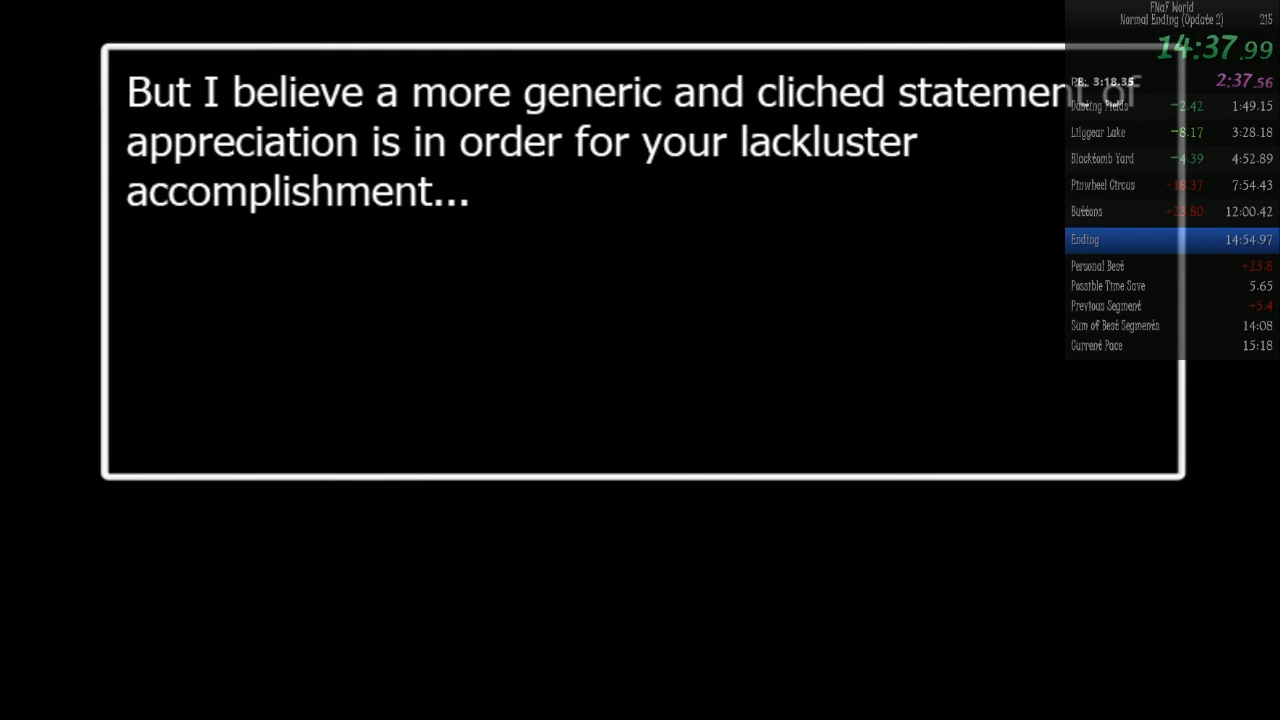 But I believe a more generic and cliched statement of
appreciation is in order for your lackluster
accomplishment...
FNaF World
Normal Ending (Update 2) 215
14:37.99
PB: 3:18.35 2:37.56
Dusting Fields -2.42 1:49.15
Lilygear Lake -8.17 3:28.18
Blacktomb Yard -4.39 4:52.89
Pinwheel Circus +18.37 7:54.43
Buttons +23.80 12:00.42
Ending 14:54.97
Personal Best +23.8
Possible Time Save 5.65
Previous Segment +5.4
Sum of Best Segments 14:08
Current Pace 15:18